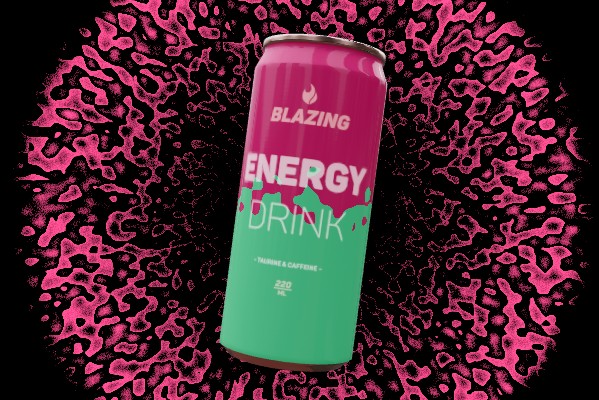 BLAZING
ENERGY
DRINK
- TAURINE & CAFFEINE -
220
ML